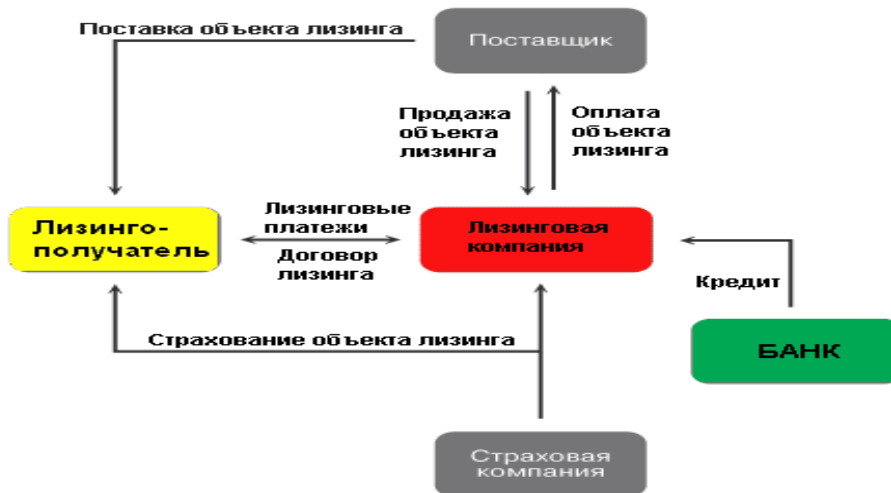 Поставка объекта лизинга
Поставщик
Продажа
объекта
лизинга
Оплата
объекта
лизинга
Лизинго-
получатель
Лизинговые
платежи
Договор
лизинга
Лизинговая
компания
Кредит
Страхование объекта лизинга
БАНК
Страховая
компания